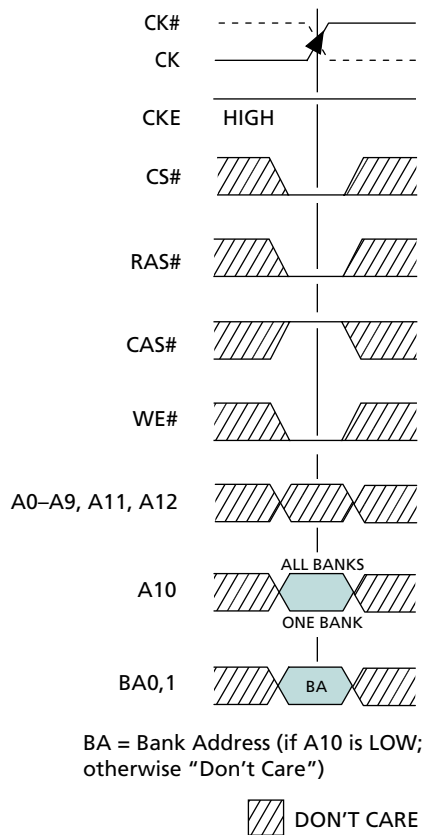 CK#
CK
CKE HIGH
CS#
RAS#
CAS#
WE#
A0–A9, A11, A12
ALL BANKS
A10
ONE BANK
BA0,1 BA
BA = Bank Address (if A10 is LOW;
otherwise “Don’t Care”)
DON’T CARE